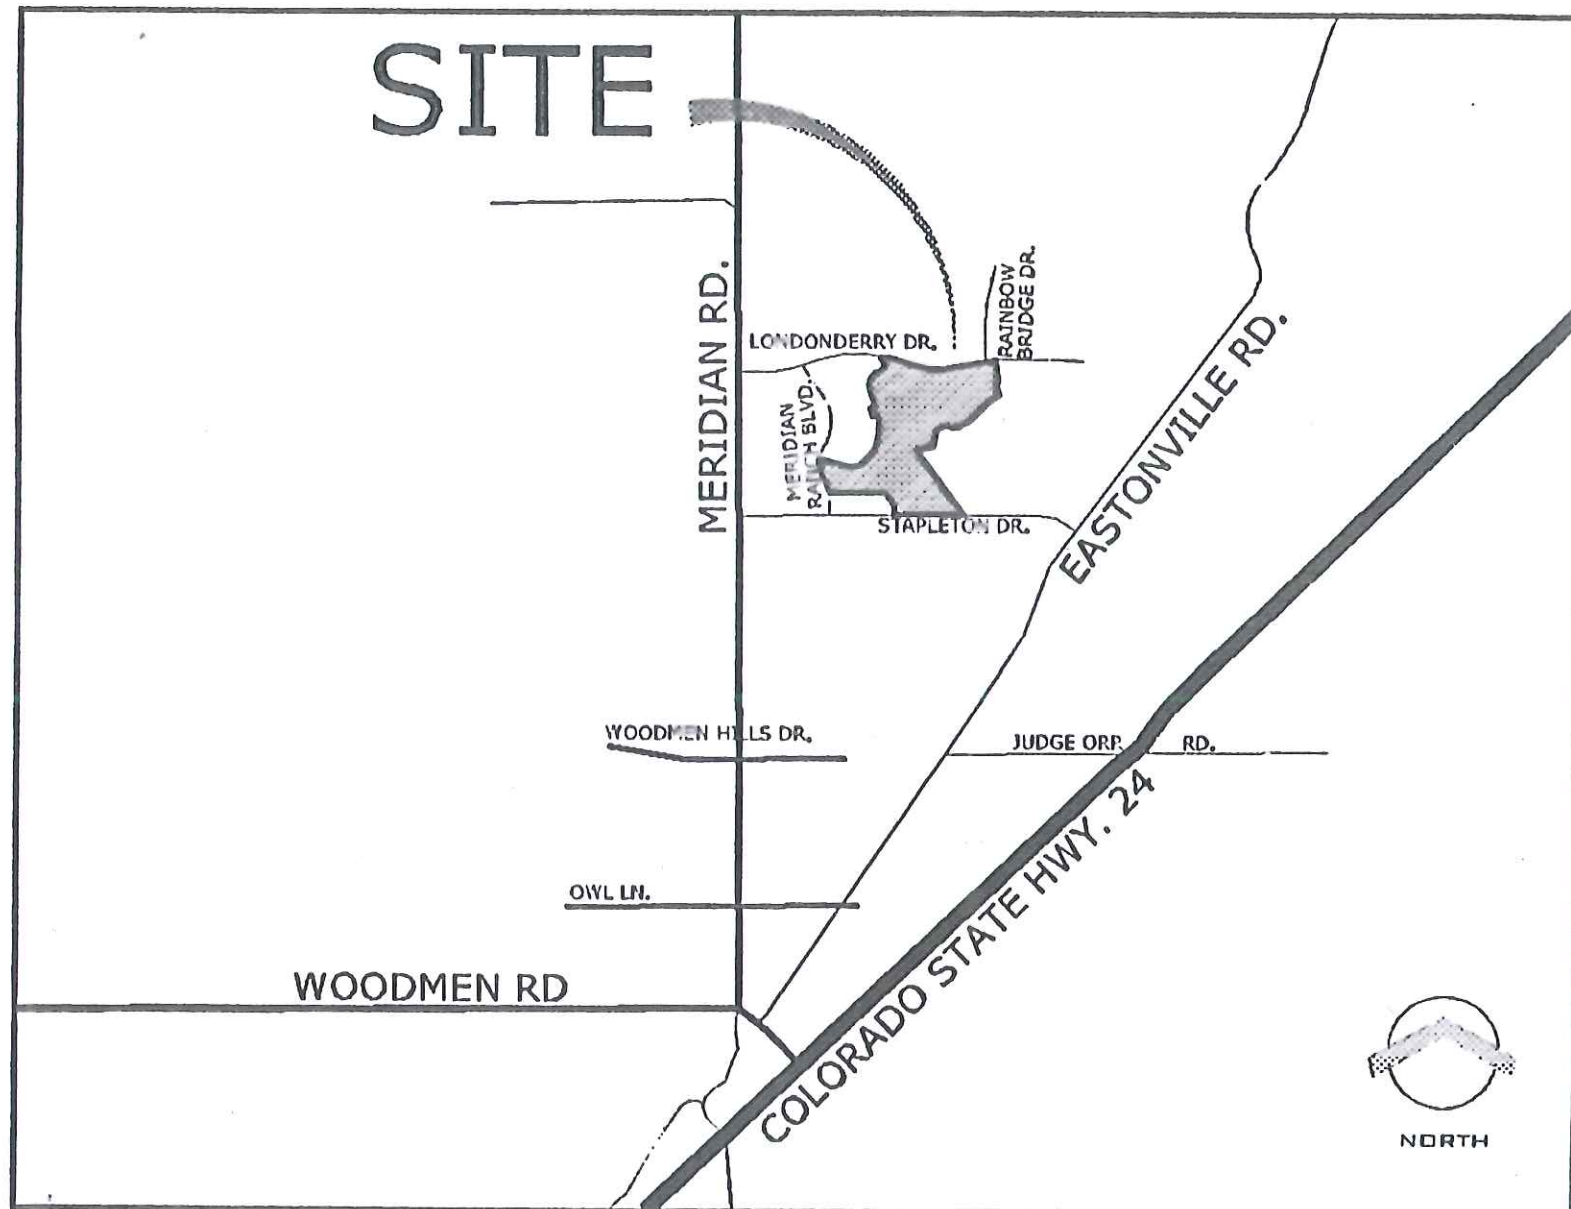 SITE
MERIDIAN RD.
LONDONDERRY DR.
RAINBOW
BRIDGE DR.
MERIDIAN
RANCH BLVD.
STAPLETON DR.
EASTONVILLE RD.
WOODMEN HILLS DR.
JUDGE ORR RD.
OWL LN.
COLORADO STATE HWY. 24
WOODMEN RD
NORTH